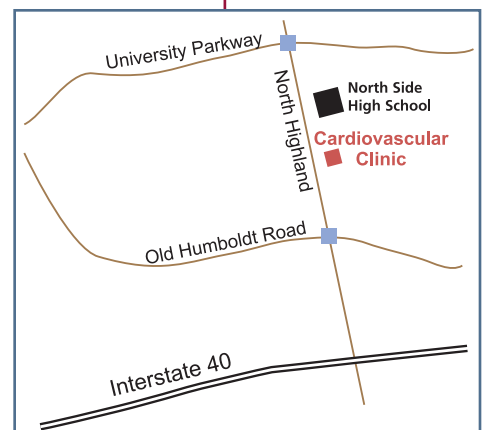 University Parkway
North Highland
North Side
High School
Cardiovascular
Clinic
Old Humboldt Road
Interstate 40